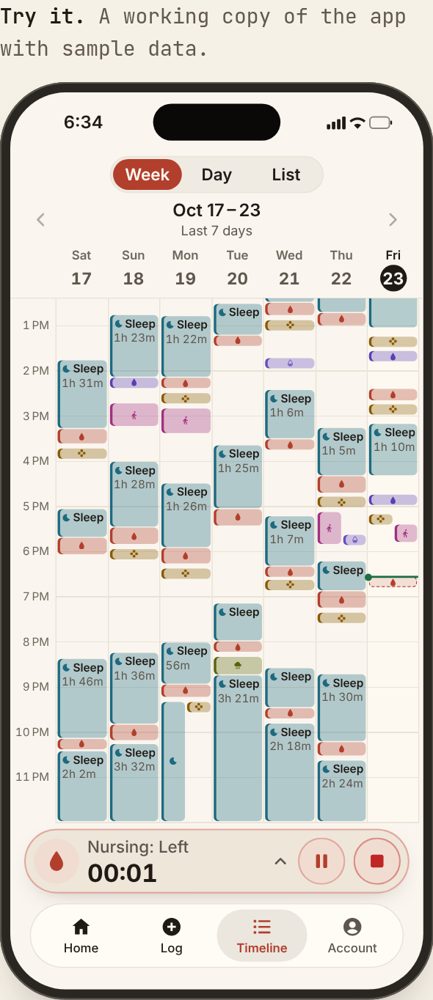 Try it. A working copy of the app
with sample data.
6:34
Week Day List
Oct 17 – 23
Last 7 days
Sat Sun Mon Tue Wed Thu Fri
17 18 19 20 21 22 23
1 PM
2 PM
3 PM
4 PM
5 PM
6 PM
7 PM
8 PM
9 PM
10 PM
11 PM
Sleep
1h 31m
Sleep
Sleep
1h 46m
Sleep
2h 2m
Sleep
1h 23m
Sleep
1h 28m
Sleep
1h 36m
Sleep
3h 32m
Sleep
1h 22m
Sleep
1h 26m
Sleep
56m
Sleep
Sleep
1h 25m
Sleep
Sleep
3h 21m
Sleep
1h 6m
Sleep
1h 7m
Sleep
Sleep
2h 18m
Sleep
1h 5m
Sleep
Sleep
1h 30m
Sleep
2h 24m
Sleep
1h 10m
Nursing: Left
00:01
Home Log Timeline Account